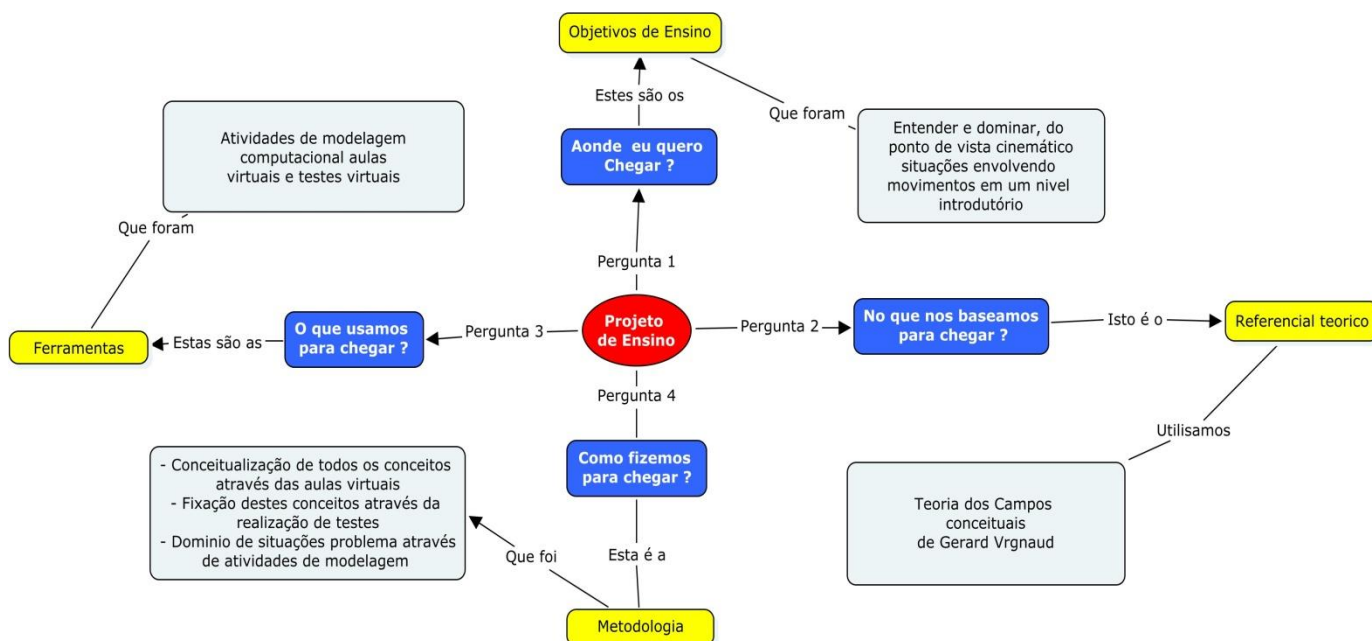 Objetivos de Ensino
Estes são os
Que foram
Atividades de modelagem
computacional aulas
virtuais e testes virtuais
Aonde eu quero
Chegar ?
Entender e dominar, do
ponto de vista cinemático
situações envolvendo
movimentos em um nivel
introdutório
Que foram
Pergunta 1
Ferramentas
Estas são as
O que usamos
para chegar ?
Pergunta 3
Projeto
de Ensino
Pergunta 2
No que nos baseamos
para chegar ?
Isto é o
Referencial teorico
Pergunta 4
Utilisamos
Como fizemos
para chegar ?
- Conceitualização de todos os conceitos
através das aulas virtuais
- Fixação destes conceitos através da
realização de testes
- Dominio de situações problema através
de atividades de modelagem
Teoria dos Campos
conceituais
de Gerard Vrgnaud
Que foi
Esta é a
Metodologia